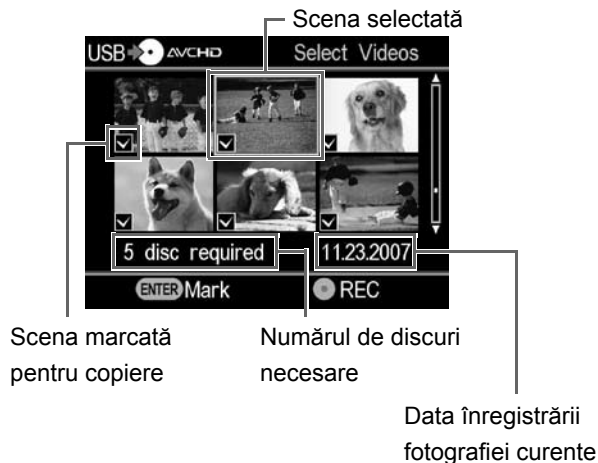 Scena selectată
USB AVCHD Select Videos
5 disc required 11.23.2007
ENTER Mark REC
Scena marcată
pentru copiere
Numărul de discuri
necesare
Data înregistrării
fotografiei curente